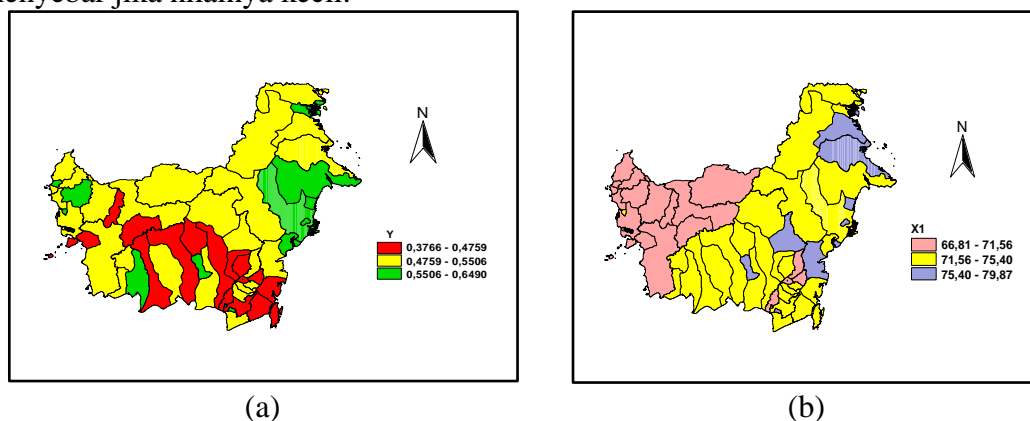 menyebar jika nilainya kecil.
N
Y
0,3766 - 0,4759
0,4759 - 0,5506
0,5506 - 0,6490
N
X1
66,81 - 71,56
71,56 - 75,40
75,40 - 79,87
(a) (b)